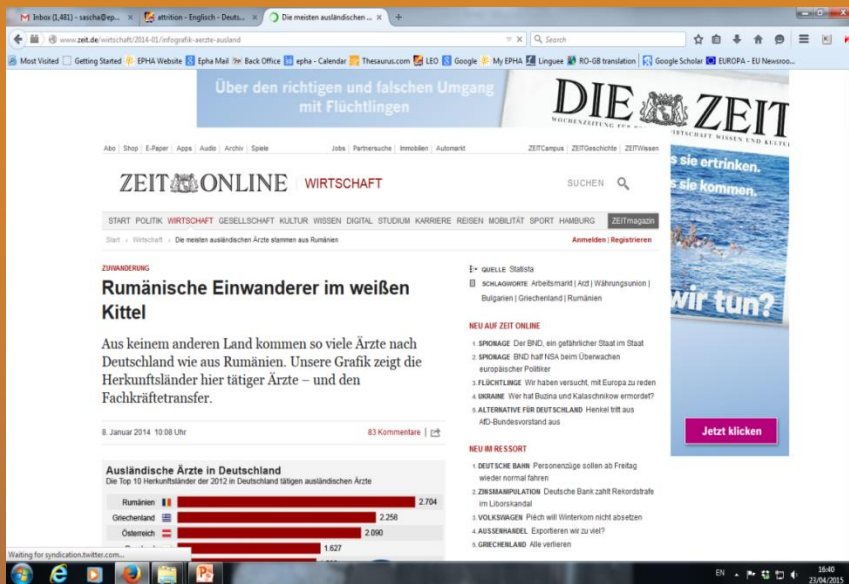 Inbox (1,481) - sascha@ep... × attrition - Englisch - Deuts... × Die meisten ausländischen ... × +
www.zeit.de/wirtschaft/2014-01/infografik-aerzte-ausland Search
Most Visited Getting Started EPHA Website Epha Mail Back Office epha - Calendar Thesaurus.com LEO Google My EPHA Linguee RO-GB translation Google Scholar EUROPA - EU Newsroo...
Über den richtigen und falschen Umgang
mit Flüchtlingen
DIE ZEIT
Abo | Shop | E-Paper | Apps | Audio | Archiv | Spiele Jobs | Partnersuche | Immobilien | Automarkt ZEITCampus | ZEITGeschichte | ZEITWissen
s sie ertrinken.
s sie kommen.
ZEIT ONLINE | WIRTSCHAFT SUCHEN
START POLITIK WIRTSCHAFT GESELLSCHAFT KULTUR WISSEN DIGITAL STUDIUM KARRIERE REISEN MOBILITÄT SPORT HAMBURG ZEITmagazin
Start › Wirtschaft › Die meisten ausländischen Ärzte stammen aus Rumänien Anmelden | Registrieren
ZUWANDERUNG
Rumänische Einwanderer im weißen
Kittel
Aus keinem anderen Land kommen so viele Ärzte nach
Deutschland wie aus Rumänien. Unsere Grafik zeigt die
Herkunftsländer hier tätiger Ärzte – und den
Fachkräftetransfer.
8. Januar 2014 10:08 Uhr 83 Kommentare |
Ausländische Ärzte in Deutschland
Die Top 10 Herkunftsländer der 2012 in Deutschland tätigen ausländischen Ärzte
Rumänien 2.704
Griechenland 2.258
Österreich 2.090
1.627
QUELLE Statista
SCHLAGWORTE Arbeitsmarkt | Arzt | Währungsunion |
Bulgarien | Griechenland | Rumänien
NEU AUF ZEIT ONLINE
1. SPIONAGE Der BND, ein gefährlicher Staat im Staat
2. SPIONAGE BND half NSA beim Überwachen
europäischer Politiker
3. FLÜCHTLINGE Wir haben versucht, mit Europa zu reden
4. UKRAINE Wer hat Buzina und Kalaschnikow ermordet?
5. ALTERNATIVE FÜR DEUTSCHLAND Henkel tritt aus
AfD-Bundesvorstand aus
NEU IM RESSORT
1. DEUTSCHE BAHN Personenzüge sollen ab Freitag
wieder normal fahren
2. ZINSMANIPULATION Deutsche Bank zahlt Rekordstrafe
im Liborskandal
3. VOLKSWAGEN Piëch will Winterkorn nicht absetzen
4. AUSSENHANDEL Exportieren wir zu viel?
5. GRIECHENLAND Alle verlieren
wir tun?
Jetzt klicken
Waiting for syndication.twitter.com...
EN 16:40
23/04/2015